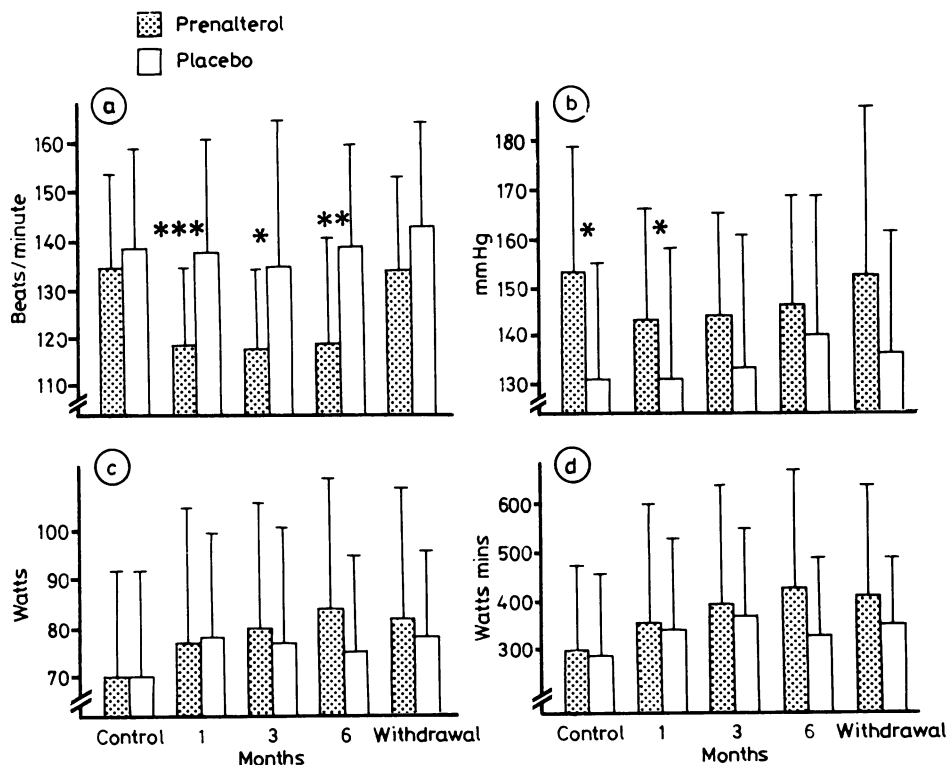 Prenalterol
Placebo
a
Beats/minute
160
150
140
130
120
110
***
*
**
b
mmHg
180
170
160
150
140
130
*
*
c
Watts
100
90
80
70
Control 1 3 6 Withdrawal
Months
d
Watts mins
600
500
400
300
Control 1 3 6 Withdrawal
Months